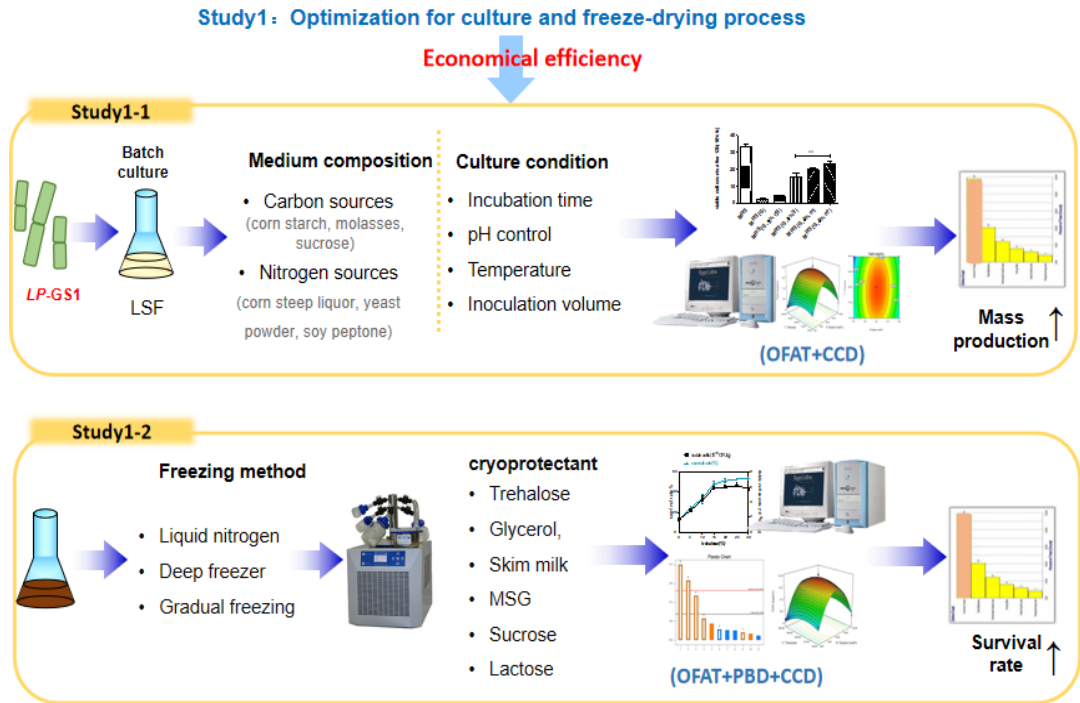 Study1：Optimization for culture and freeze-drying process
Economical efficiency
Study1-1
Batch
culture
LP-GS1
LSF
Medium composition
• Carbon sources
(corn starch, molasses,
sucrose)
• Nitrogen sources
(corn steep liquor, yeast
powder, soy peptone)
Culture condition
• Incubation time
• pH control
• Temperature
• Inoculation volume
(OFAT+CCD)
Mass
production
Study1-2
Freezing method
• Liquid nitrogen
• Deep freezer
• Gradual freezing
cryoprotectant
• Trehalose
• Glycerol,
• Skim milk
• MSG
• Sucrose
• Lactose
Pareto Chart
(OFAT+PBD+CCD)
Survival
rate